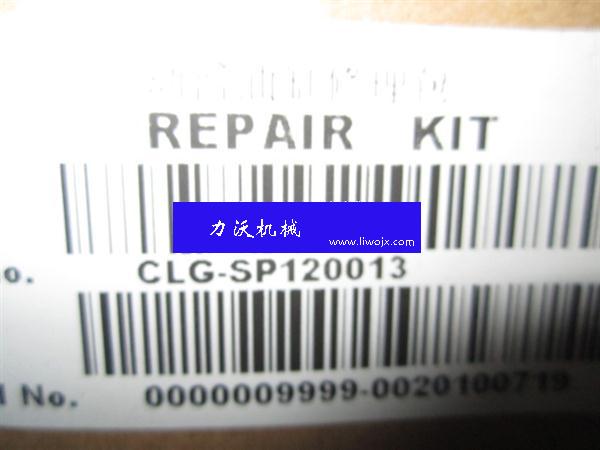 REPAIR KIT
力沃机械
www.liwojx.com
o. CLG-SP120013
l No. 0000009999-0020100719